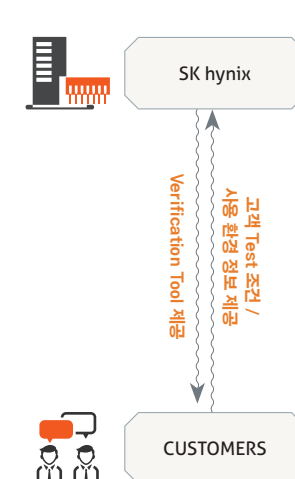 SK hynix
Verification Tool 제공
고객 Test 조건 /
사용 환경 정보 제공
CUSTOMERS